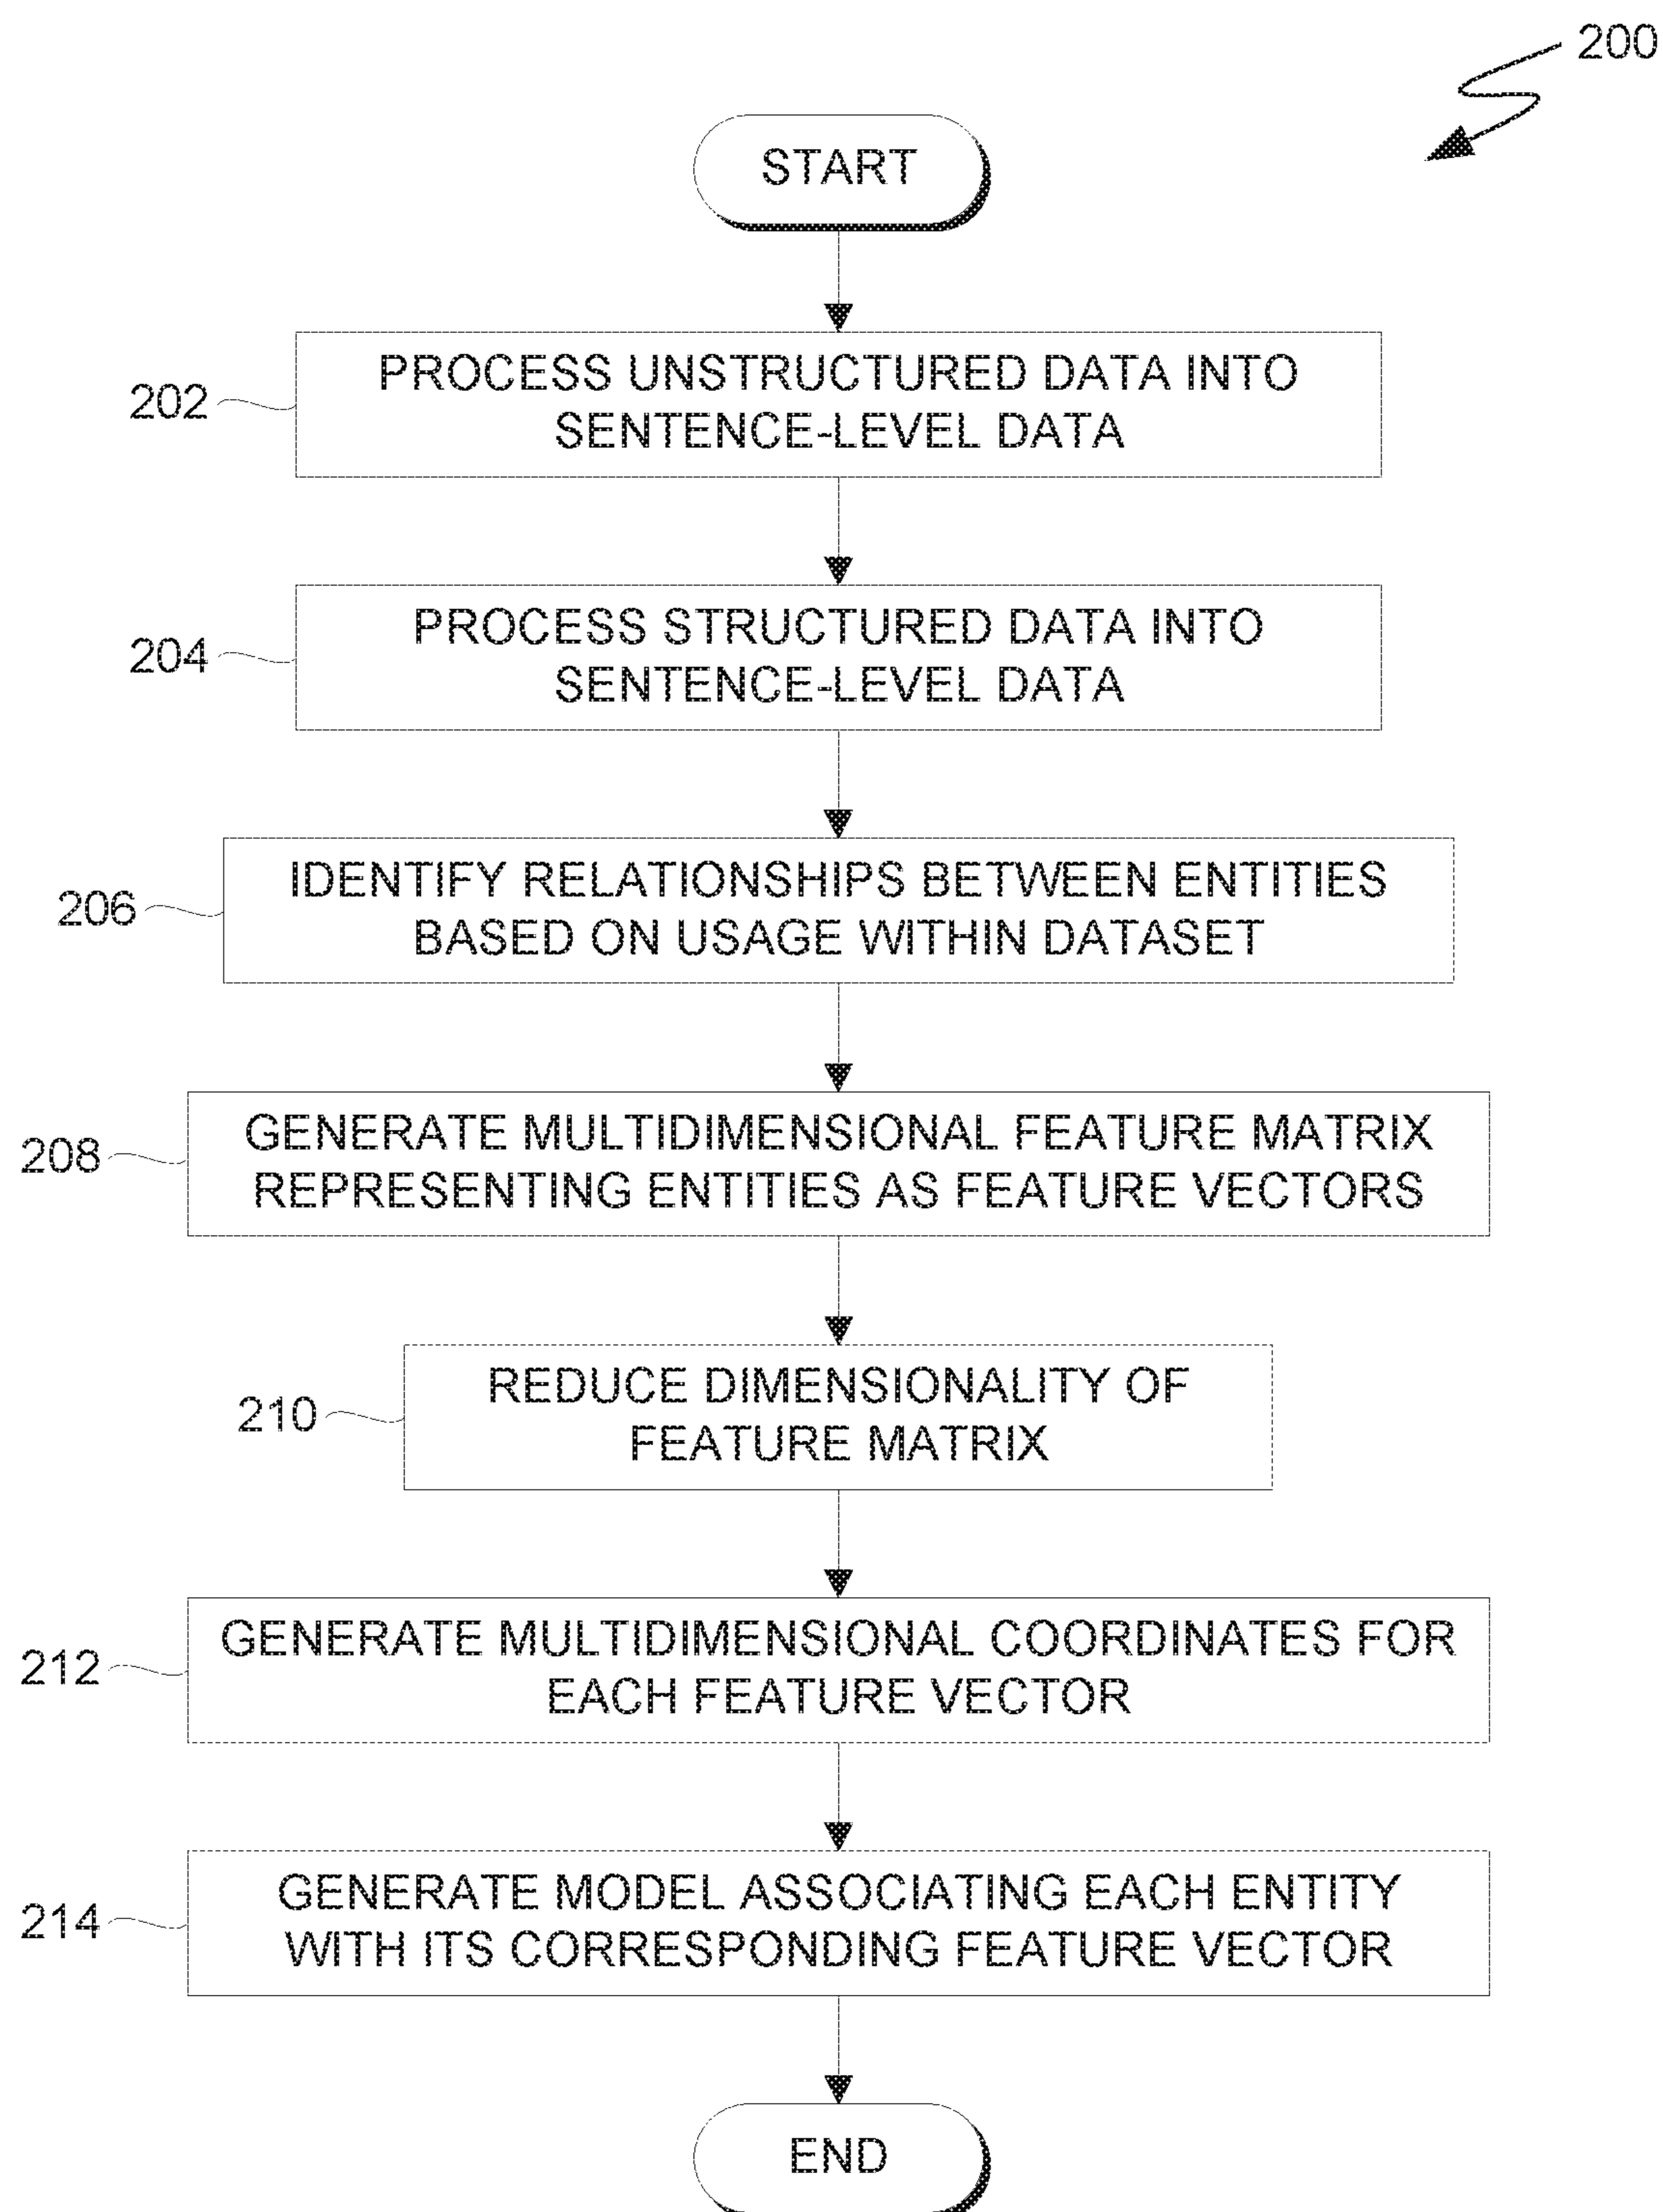 200
START
202
PROCESS UNSTRUCTURED DATA INTO
SENTENCE-LEVEL DATA
204
PROCESS STRUCTURED DATA INTO
SENTENCE-LEVEL DATA
206
IDENTIFY RELATIONSHIPS BETWEEN ENTITIES
BASED ON USAGE WITHIN DATASET
208
GENERATE MULTIDIMENSIONAL FEATURE MATRIX
REPRESENTING ENTITIES AS FEATURE VECTORS
210
REDUCE DIMENSIONALITY OF
FEATURE MATRIX
212
GENERATE MULTIDIMENSIONAL COORDINATES FOR
EACH FEATURE VECTOR
214
GENERATE MODEL ASSOCIATING EACH ENTITY
WITH ITS CORRESPONDING FEATURE VECTOR
END